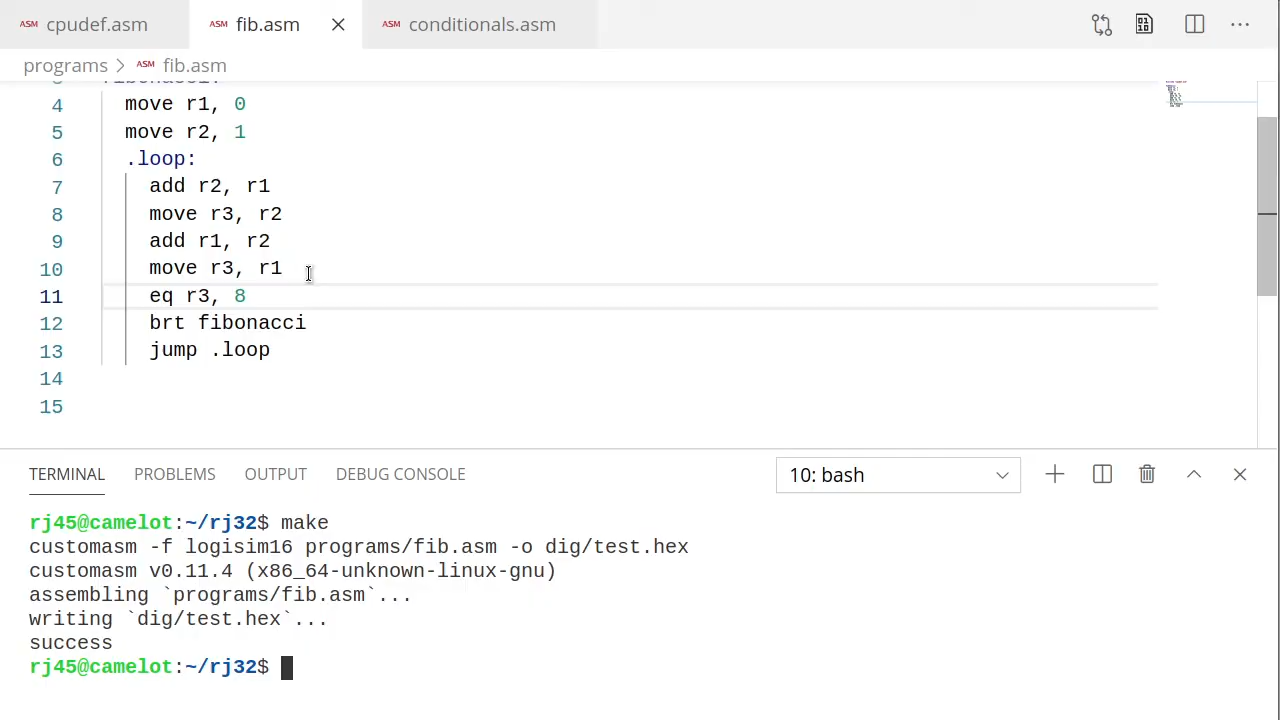 ASM cpudef.asm ASM fib.asm ASM conditionals.asm
programs > ASM fib.asm
4 move r1, 0
5 move r2, 1
6 .loop:
7 add r2, r1
8 move r3, r2
9 add r1, r2
10 move r3, r1
11 eq r3, 8
12 brt fibonacci
13 jump .loop
14
15
TERMINAL PROBLEMS OUTPUT DEBUG CONSOLE 10: bash
rj45@camelot:~/rj32$ make
customasm -f logisim16 programs/fib.asm -o dig/test.hex
customasm v0.11.4 (x86_64-unknown-linux-gnu)
assembling `programs/fib.asm`...
writing `dig/test.hex`...
success
rj45@camelot:~/rj32$